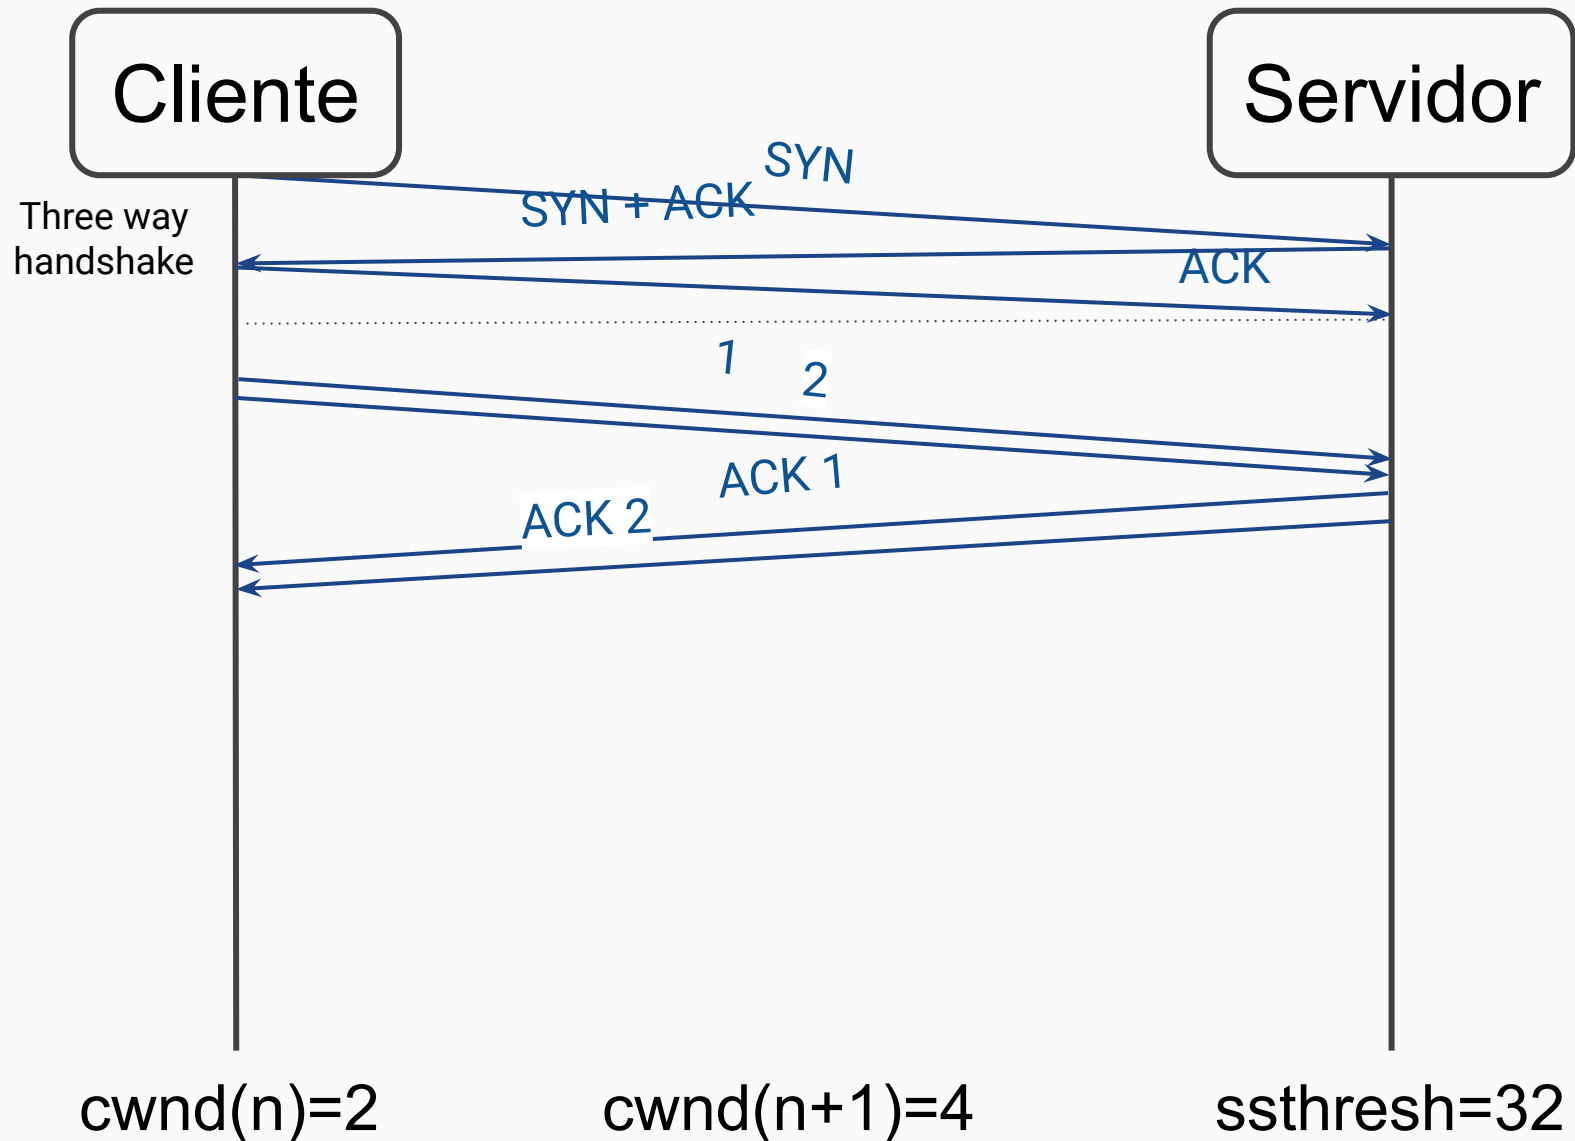 Cliente
Servidor
SYN
SYN + ACK
Three way
handshake
ACK
1
2
ACK 1
ACK 2
cwnd(n)=2
cwnd(n+1)=4
ssthresh=32